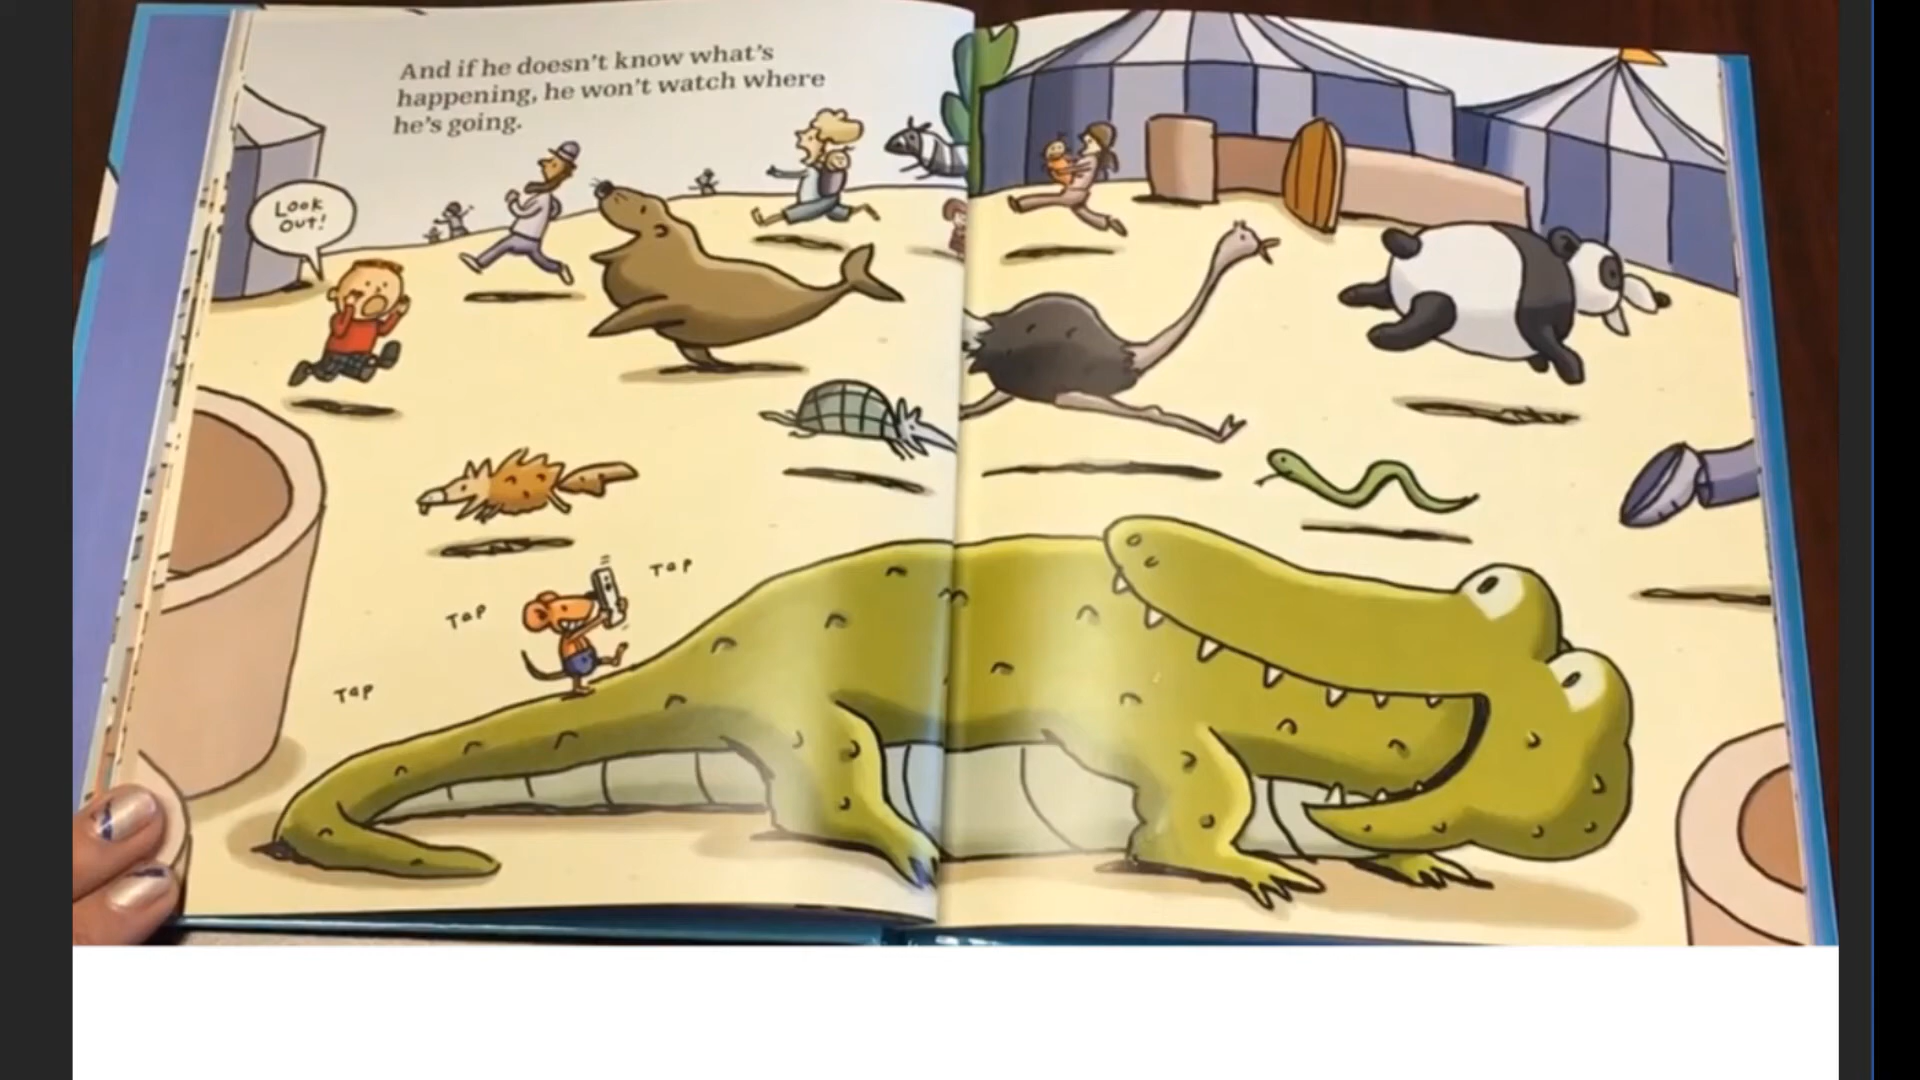 And if he doesn't know what's
happening, he won't watch where
he's going.
LOOK
OUT!
TAP
TAP
TAP